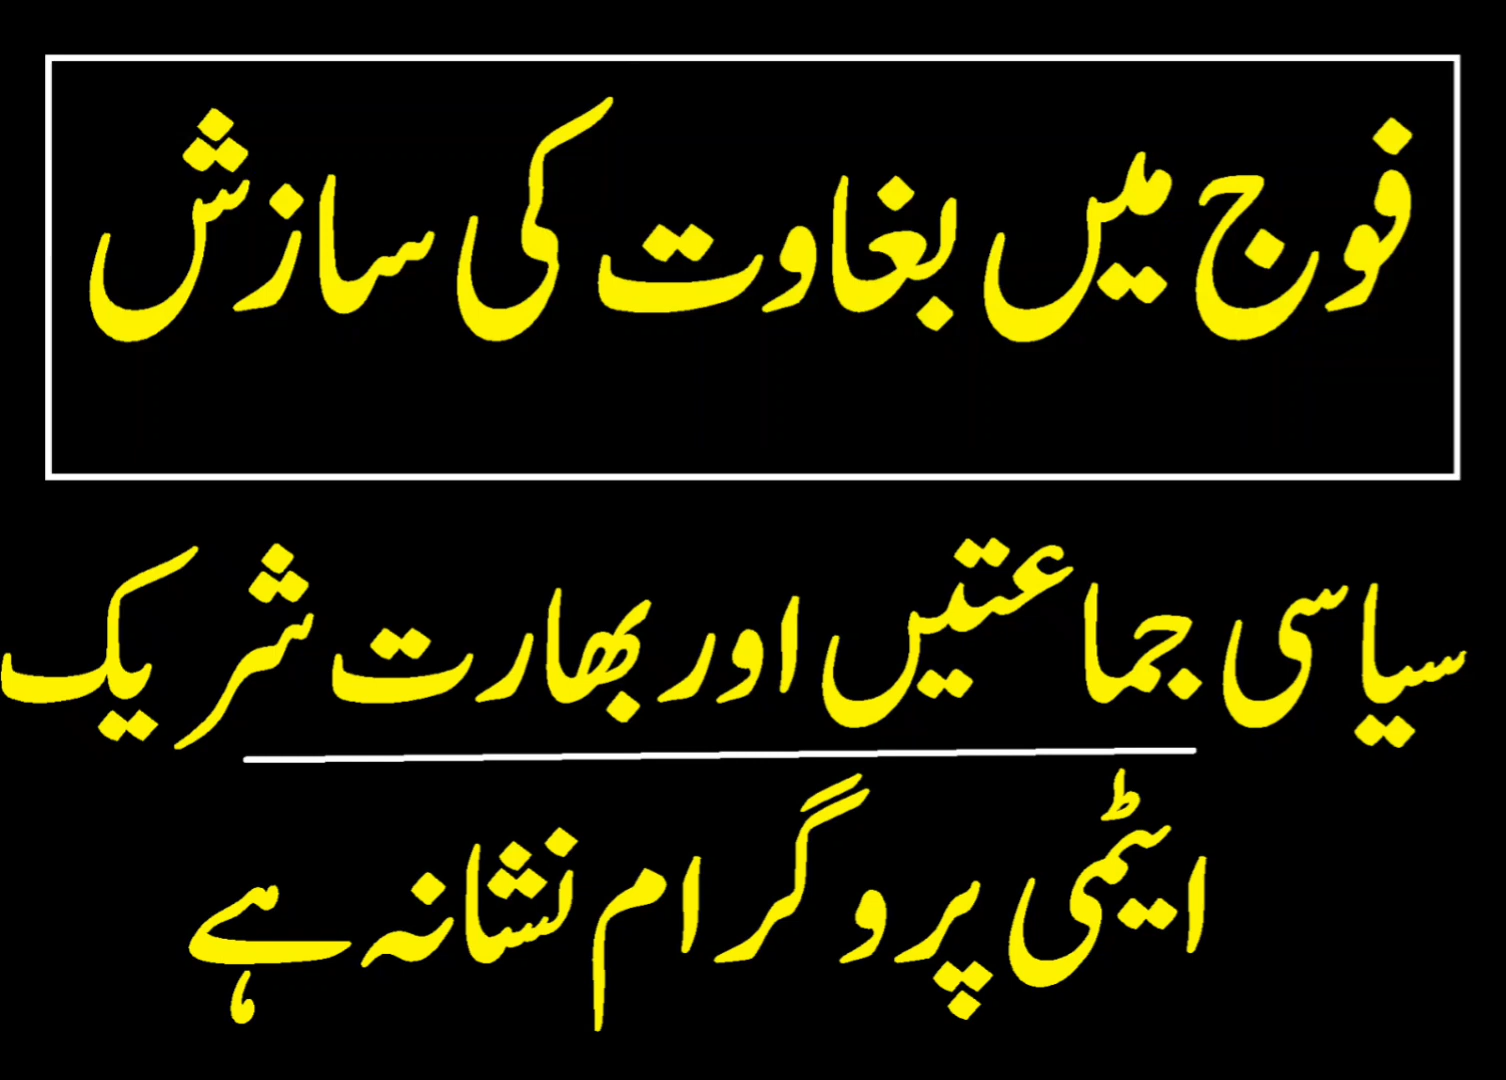 فوج میں بغاوت کی سازش
سیاسی جماعتیں اور بھارت شریک
ایٹمی پروگرام نشانہ ہے